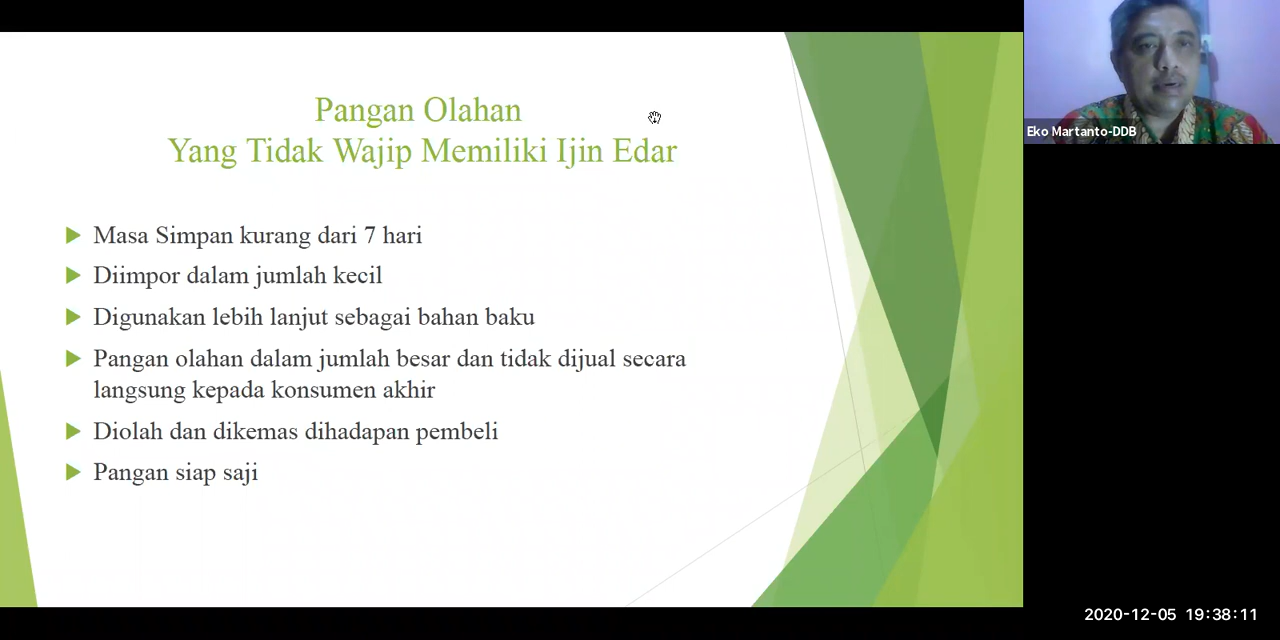 Pangan Olahan
Yang Tidak Wajip Memiliki Ijin Edar
Masa Simpan kurang dari 7 hari
Diimpor dalam jumlah kecil
Digunakan lebih lanjut sebagai bahan baku
Pangan olahan dalam jumlah besar dan tidak dijual secara
langsung kepada konsumen akhir
Diolah dan dikemas dihadapan pembeli
Pangan siap saji
Eko Martanto-DDB
2020-12-05 19:38:11